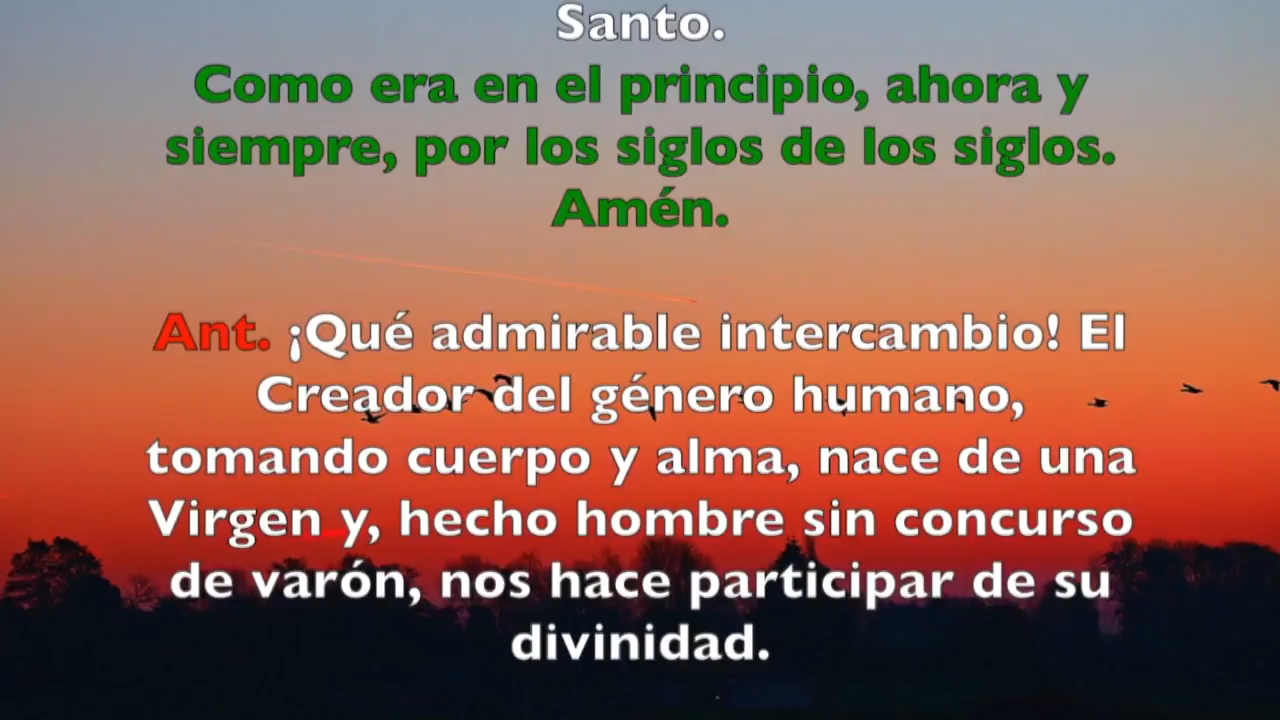 Santo.
Como era en el principio, ahora y
siempre, por los siglos de los siglos.
Amén.
Ant. ¡Qué admirable intercambio! El
Creador del género humano,
tomando cuerpo y alma, nace de una
Virgen y, hecho hombre sin concurso
de varón, nos hace participar de su
divinidad.